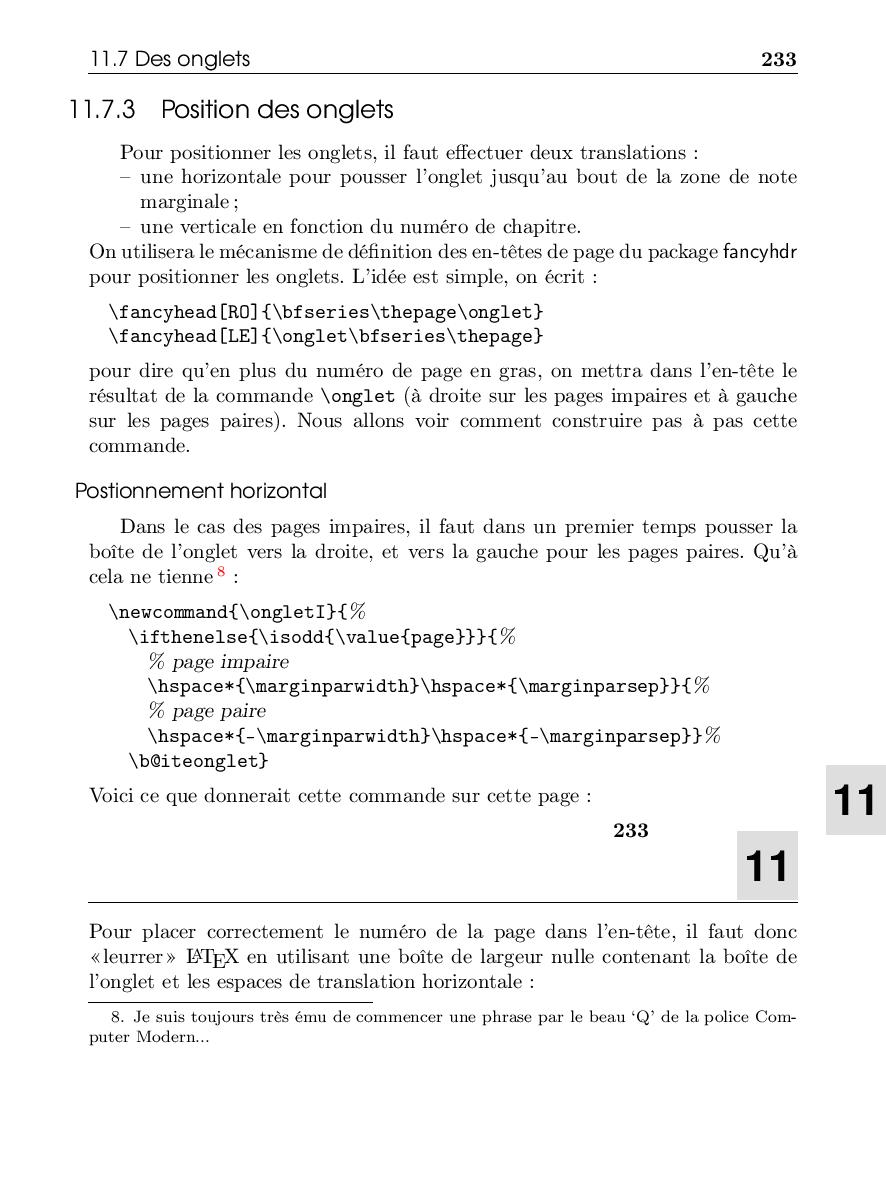 11.7 Des onglets 233
11.7.3 Position des onglets
Pour positionner les onglets, il faut effectuer deux translations :
– une horizontale pour pousser l'onglet jusqu'au bout de la zone de note
marginale ;
– une verticale en fonction du numéro de chapitre.
On utilisera le mécanisme de définition des en-têtes de page du package fancyhdr
pour positionner les onglets. L'idée est simple, on écrit :
\fancyhead[RO]{\bfseries\thepage\onglet}
\fancyhead[LE]{\onglet\bfseries\thepage}
pour dire qu'en plus du numéro de page en gras, on mettra dans l'en-tête le
résultat de la commande \onglet (à droite sur les pages impaires et à gauche
sur les pages paires). Nous allons voir comment construire pas à pas cette
commande.
Postionnement horizontal
Dans le cas des pages impaires, il faut dans un premier temps pousser la
boîte de l'onglet vers la droite, et vers la gauche pour les pages paires. Qu'à
cela ne tienne 8 :
\newcommand{\ongletI}{%
\ifthenelse{\isodd{\value{page}}}{%
% page impaire
\hspace*{\marginparwidth}\hspace*{\marginparsep}}{%
% page paire
\hspace*{-\marginparwidth}\hspace*{-\marginparsep}}%
\b@iteonglet}
Voici ce que donnerait cette commande sur cette page :
11
233
11
Pour placer correctement le numéro de la page dans l'en-tête, il faut donc
«leurrer» LATEX en utilisant une boîte de largeur nulle contenant la boîte de
l'onglet et les espaces de translation horizontale :
8. Je suis toujours très ému de commencer une phrase par le beau 'Q' de la police Com-
puter Modern...